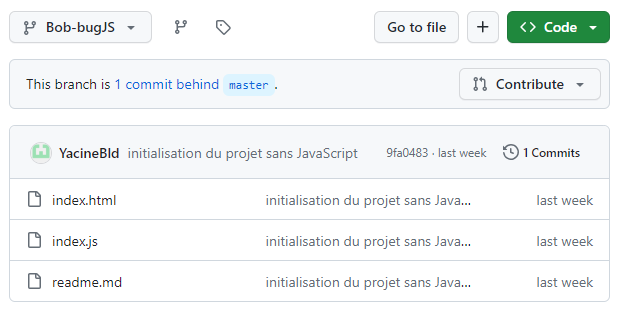 Bob-bugJS
Go to file
Code
This branch is 1 commit behind master .
Contribute
YacineBld initialisation du projet sans JavaScript 9fa0483 · last week 1 Commits
index.html initialisation du projet sans Java... last week
index.js initialisation du projet sans Java... last week
readme.md initialisation du projet sans Java... last week